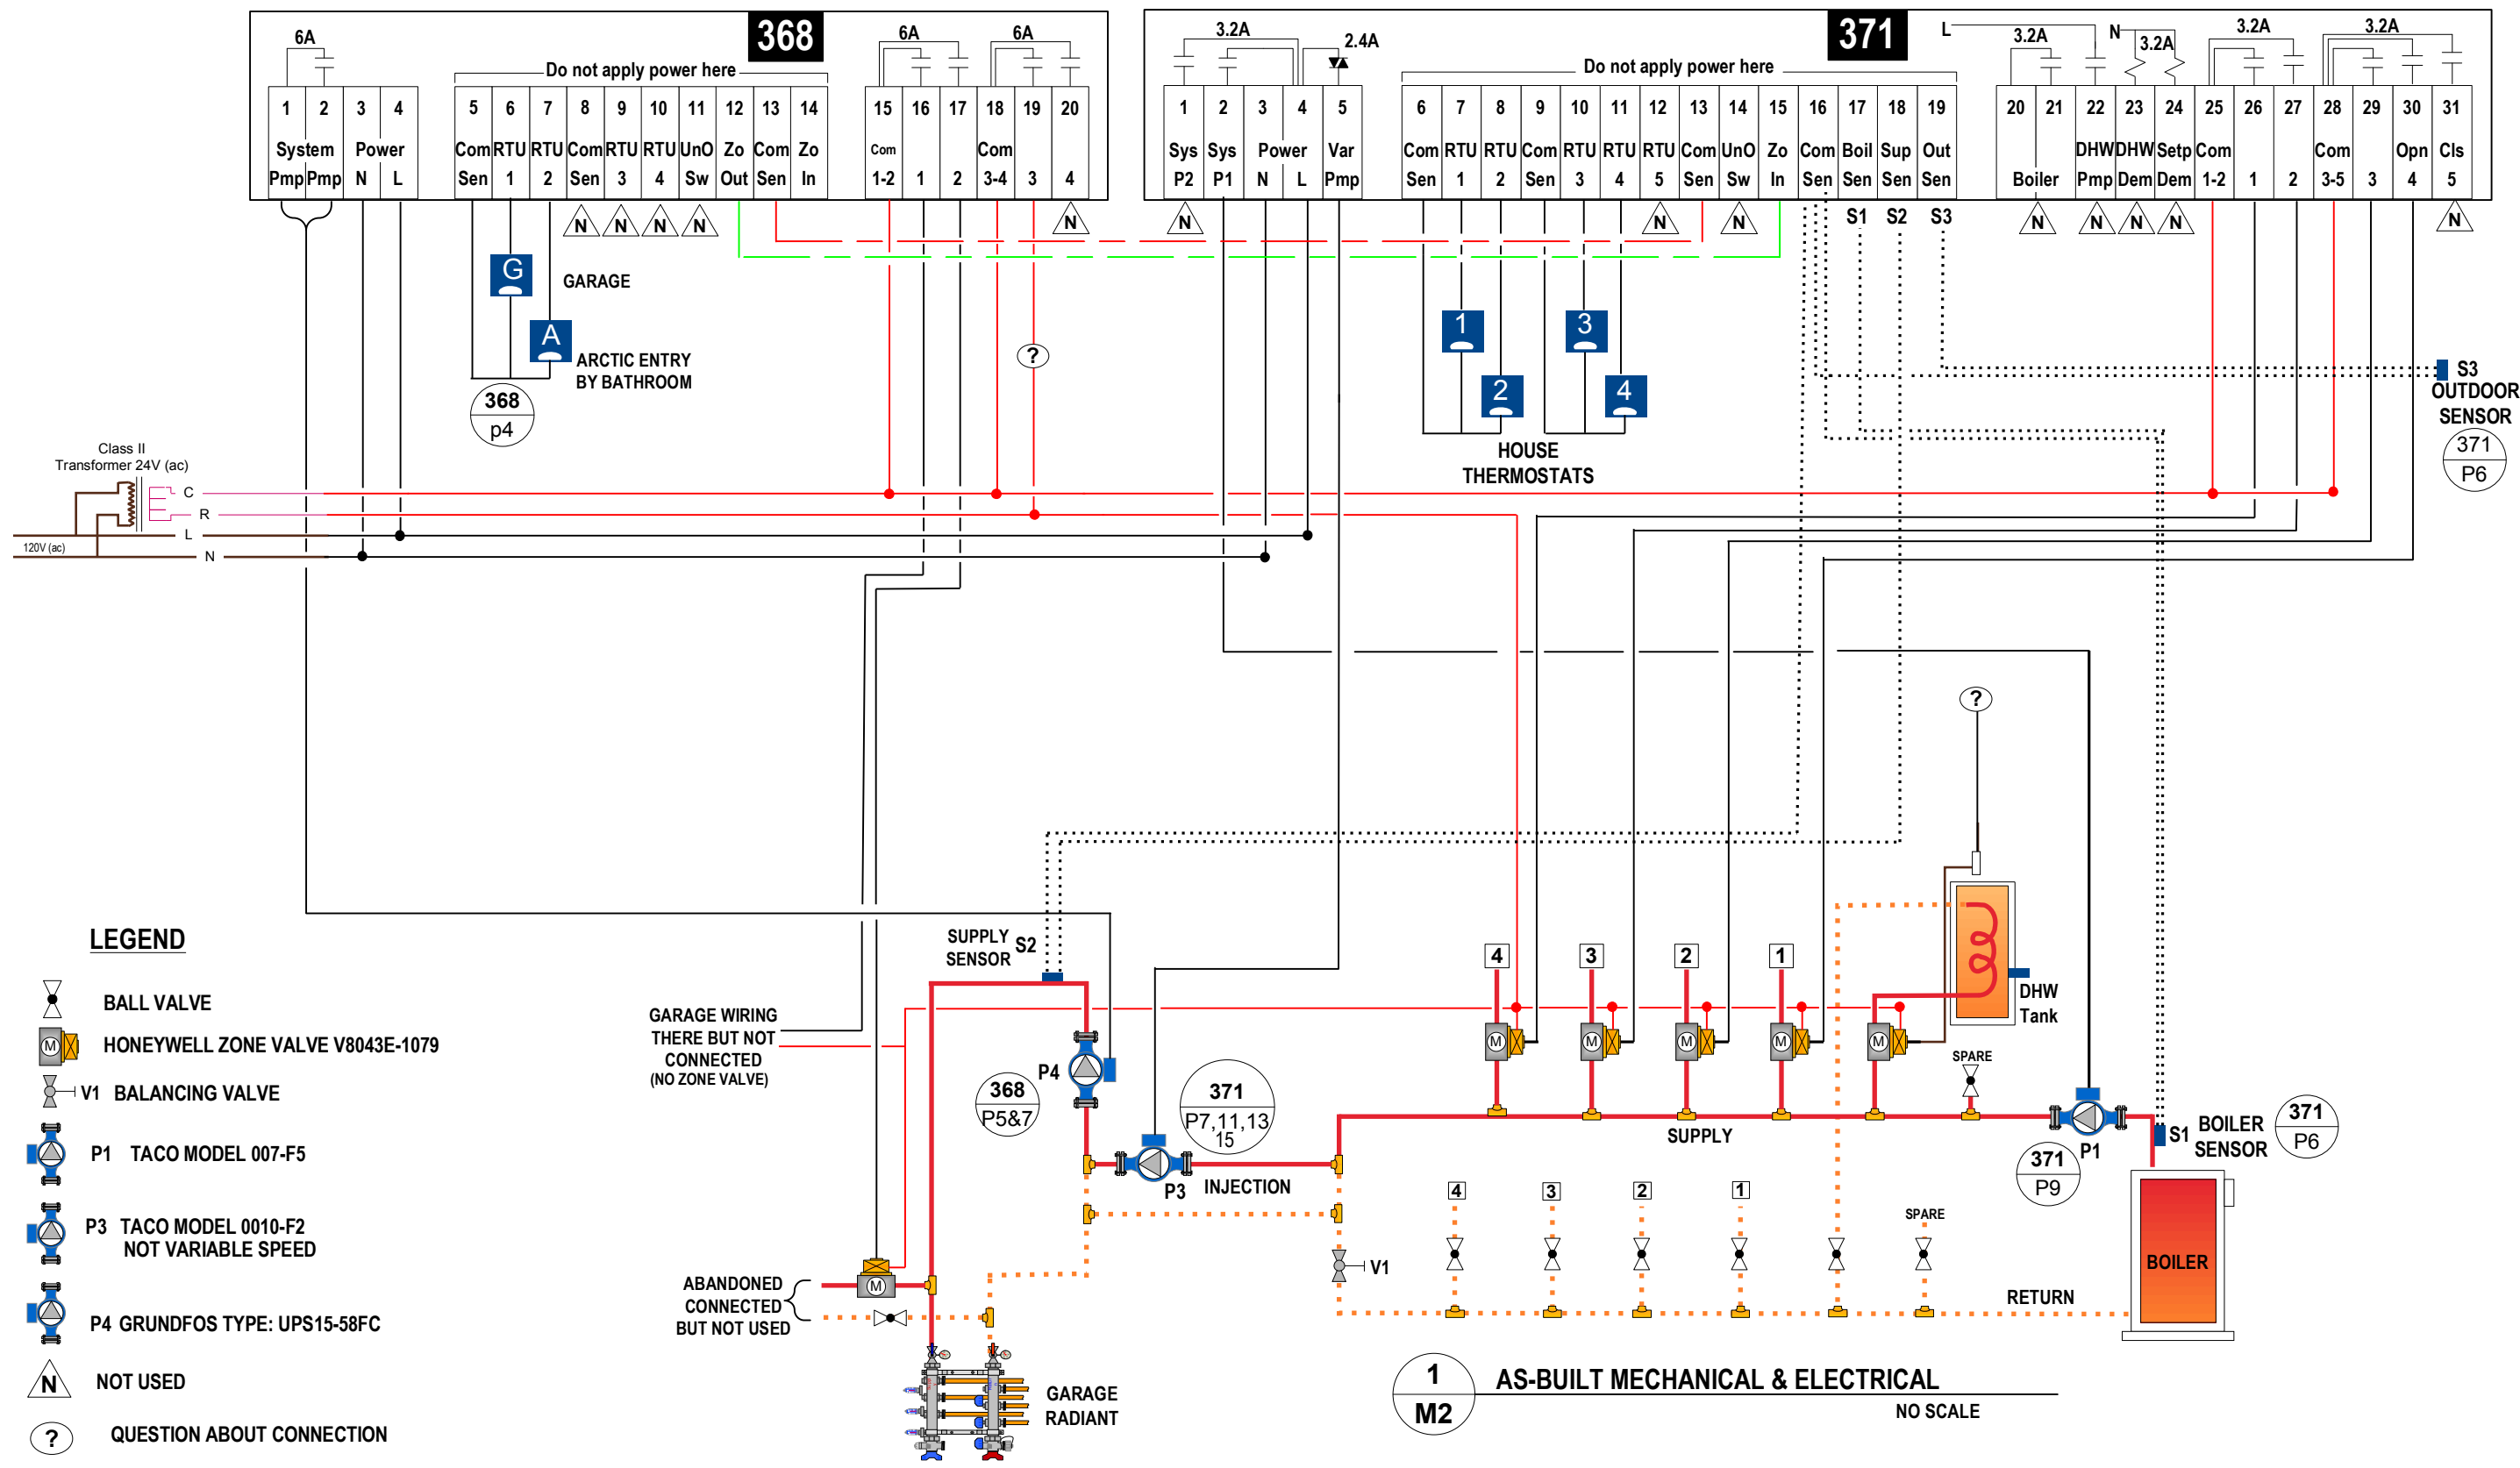 368
6A
6A
6A
Do not apply power here
1 2 3 4
System Power
Pmp Pmp N L
5 6 7 8 9 10 11 12 13 14
Com RTU RTU Com RTU RTU UnO Zo Com Zo
Sen 1 2 Sen 3 4 Sw Out Sen In
15 16 17 18 19 20
Com Com
1-2 1 2 3-4 3 4
N N N N N
371
3.2A
2.4A
Do not apply power here
L
3.2A
N
3.2A
3.2A
3.2A
1 2 3 4 5
Sys Sys Power Var
P2 P1 N L Pmp
6 7 8 9 10 11 12 13 14 15 16 17 18 19
Com RTU RTU Com RTU RTU RTU Com UnO Zo Com Boil Sup Out
Sen 1 2 Sen 3 4 5 Sen Sw In Sen Sen Sen Sen
20 21 22 23 24 25 26 27 28 29 30 31
DHW DHW Setp Com Com Opn Cls
Boiler Pmp Dem Dem 1-2 1 2 3-5 3 4 5
N N N S1 S2 S3 N N N N N
G
GARAGE
A
ARCTIC ENTRY
BY BATHROOM
368
p4
?
1
2
3
4
HOUSE
THERMOSTATS
S3
OUTDOOR
SENSOR
371
P6
Class II
Transformer 24V (ac)
C
R
L
120V (ac)
N
?
LEGEND
BALL VALVE
M HONEYWELL ZONE VALVE V8043E-1079
V1 BALANCING VALVE
P1 TACO MODEL 007-F5
P3 TACO MODEL 0010-F2
NOT VARIABLE SPEED
P4 GRUNDFOS TYPE: UPS15-58FC
N NOT USED
? QUESTION ABOUT CONNECTION
SUPPLY
SENSOR
S2
GARAGE WIRING
THERE BUT NOT
CONNECTED
(NO ZONE VALVE)
P4
368
P5&7
371
P7,11,13
15
P3 INJECTION
4 3 2 1
M M M M M
DHW
Tank
SPARE
SUPPLY
P1
371
P9
S1
BOILER
SENSOR
371
P6
4 3 2 1
SPARE
V1
RETURN
BOILER
M
ABANDONED
CONNECTED
BUT NOT USED
GARAGE
RADIANT
1
M2
AS-BUILT MECHANICAL & ELECTRICAL
NO SCALE